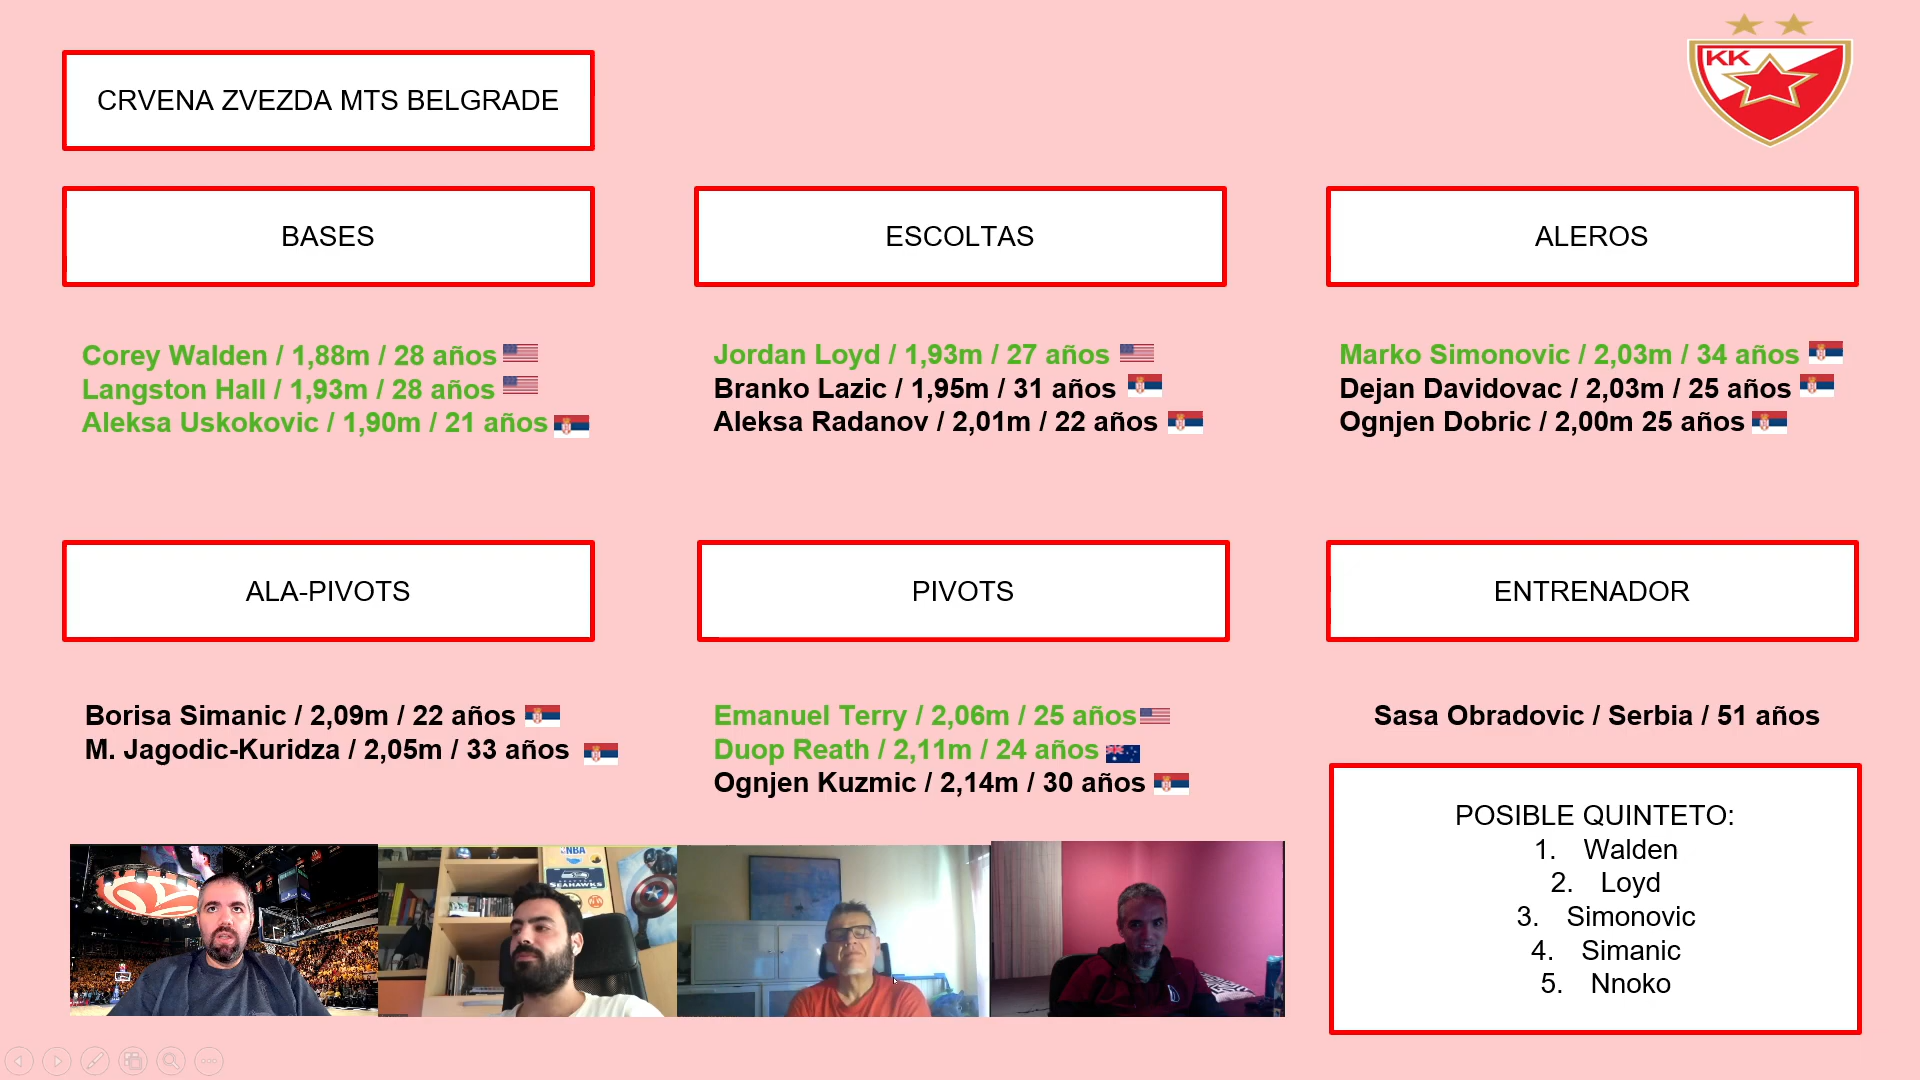 CRVENA ZVEZDA MTS BELGRADE
KK
BASES
ESCOLTAS
ALEROS
Corey Walden / 1,88m / 28 años
Langston Hall / 1,93m / 28 años
Aleksa Uskokovic / 1,90m / 21 años
Jordan Loyd / 1,93m / 27 años
Branko Lazic / 1,95m / 31 años
Aleksa Radanov / 2,01m / 22 años
Marko Simonovic / 2,03m / 34 años
Dejan Davidovac / 2,03m / 25 años
Ognjen Dobric / 2,00m 25 años
ALA-PIVOTS
PIVOTS
ENTRENADOR
Borisa Simanic / 2,09m / 22 años
M. Jagodic-Kuridza / 2,05m / 33 años
Emanuel Terry / 2,06m / 25 años
Duop Reath / 2,11m / 24 años
Ognjen Kuzmic / 2,14m / 30 años
Sasa Obradovic / Serbia / 51 años
POSIBLE QUINTETO:
1. Walden
2. Loyd
3. Simonovic
4. Simanic
5. Nnoko
NBA
SEAHAWKS